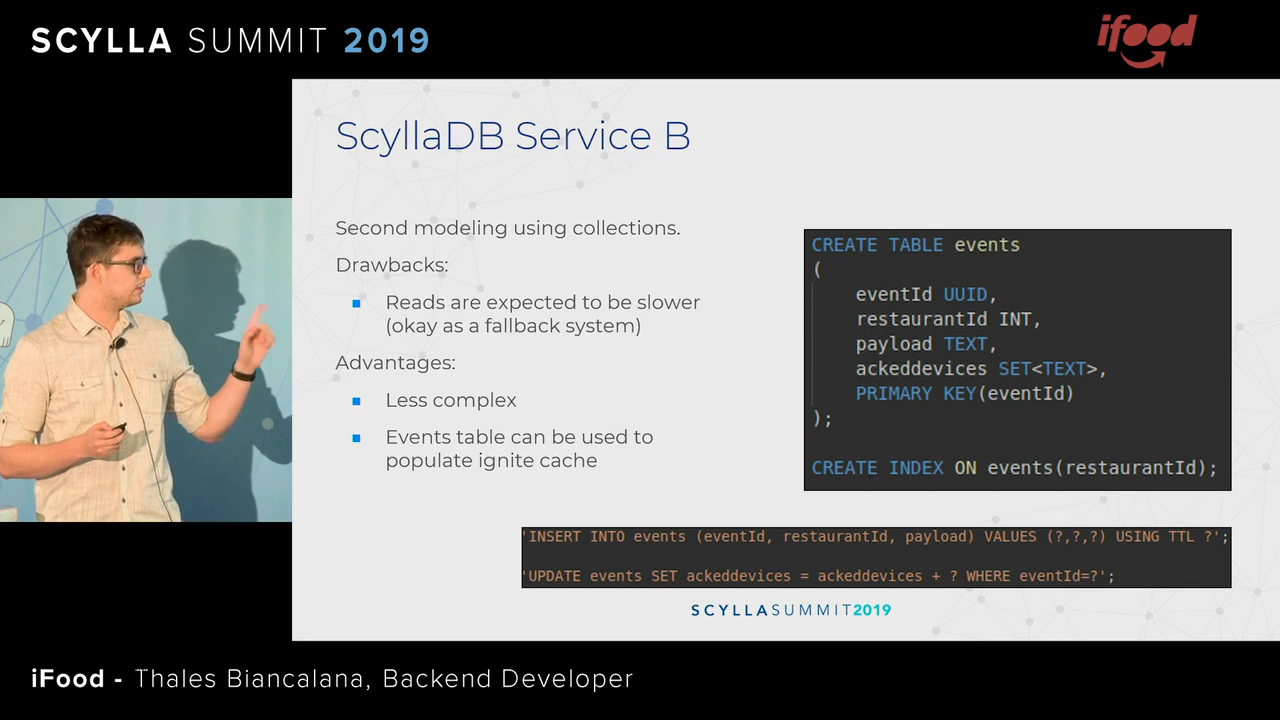 SCYLLA SUMMIT 2019
ifood
ScyllaDB Service B
Second modeling using collections.
Drawbacks:
Reads are expected to be slower
(okay as a fallback system)
Advantages:
Less complex
Events table can be used to
populate ignite cache
CREATE TABLE events
(
eventId UUID,
restaurantId INT,
payload TEXT,
ackeddevices SET<TEXT>,
PRIMARY KEY(eventId)
);
CREATE INDEX ON events(restaurantId);
'INSERT INTO events (eventId, restaurantId, payload) VALUES (?,?,?) USING TTL ?';
'UPDATE events SET ackeddevices = ackeddevices + ? WHERE eventId=?';
SCYLLASUMMIT2019
iFood - Thales Biancalana, Backend Developer